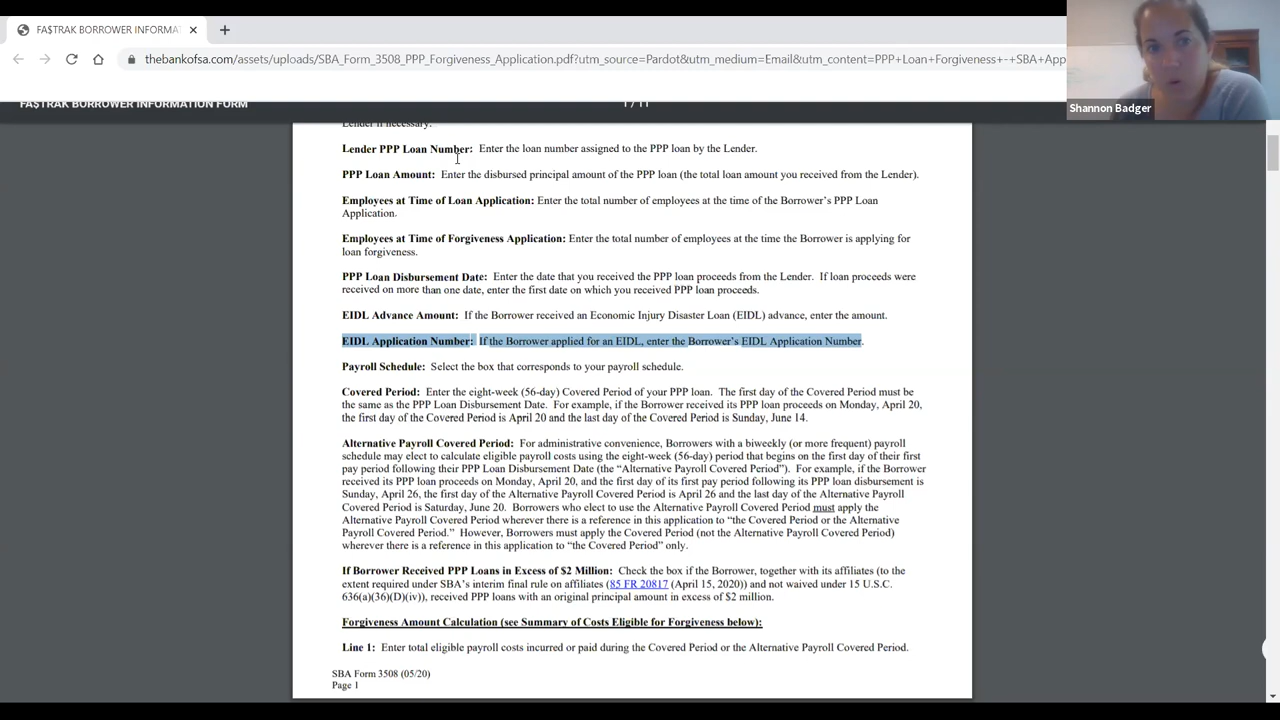 FA$TRAK BORROWER INFORMA
thebankofsa.com/assets/uploads/SBA_Form_3508_PPP_Forgiveness_Application.pdf?utm_source=Pardot&utm_medium=Email&utm_content=PPP+Loan+Forgiveness+-+SBA+App
Shannon Badger
FA$TRAK BORROWER INFORMATION FORM
1 / 11
Lender if necessary.
Lender PPP Loan Number: Enter the loan number assigned to the PPP loan by the Lender.
PPP Loan Amount: Enter the disbursed principal amount of the PPP loan (the total loan amount you received from the Lender).
Employees at Time of Loan Application: Enter the total number of employees at the time of the Borrower's PPP Loan
Application.
Employees at Time of Forgiveness Application: Enter the total number of employees at the time the Borrower is applying for
loan forgiveness.
PPP Loan Disbursement Date: Enter the date that you received the PPP loan proceeds from the Lender. If loan proceeds were
received on more than one date, enter the first date on which you received PPP loan proceeds.
EIDL Advance Amount: If the Borrower received an Economic Injury Disaster Loan (EIDL) advance, enter the amount.
EIDL Application Number: If the Borrower applied for an EIDL, enter the Borrower's EIDL Application Number.
Payroll Schedule: Select the box that corresponds to your payroll schedule.
Covered Period: Enter the eight-week (56-day) Covered Period of your PPP loan. The first day of the Covered Period must be
the same as the PPP Loan Disbursement Date. For example, if the Borrower received its PPP loan proceeds on Monday, April 20,
the first day of the Covered Period is April 20 and the last day of the Covered Period is Sunday, June 14.
Alternative Payroll Covered Period: For administrative convenience, Borrowers with a biweekly (or more frequent) payroll
schedule may elect to calculate eligible payroll costs using the eight-week (56-day) period that begins on the first day of their first
pay period following their PPP Loan Disbursement Date (the “Alternative Payroll Covered Period”). For example, if the Borrower
received its PPP loan proceeds on Monday, April 20, and the first day of its first pay period following its PPP loan disbursement is
Sunday, April 26, the first day of the Alternative Payroll Covered Period is April 26 and the last day of the Alternative Payroll
Covered Period is Saturday, June 20. Borrowers who elect to use the Alternative Payroll Covered Period must apply the
Alternative Payroll Covered Period wherever there is a reference in this application to “the Covered Period or the Alternative
Payroll Covered Period.” However, Borrowers must apply the Covered Period (not the Alternative Payroll Covered Period)
wherever there is a reference in this application to “the Covered Period” only.
If Borrower Received PPP Loans in Excess of $2 Million: Check the box if the Borrower, together with its affiliates (to the
extent required under SBA's interim final rule on affiliates (85 FR 20817 (April 15, 2020)) and not waived under 15 U.S.C.
636(a)(36)(D)(iv)), received PPP loans with an original principal amount in excess of $2 million.
Forgiveness Amount Calculation (see Summary of Costs Eligible for Forgiveness below):
Line 1: Enter total eligible payroll costs incurred or paid during the Covered Period or the Alternative Payroll Covered Period.
SBA Form 3508 (05/20)
Page 1